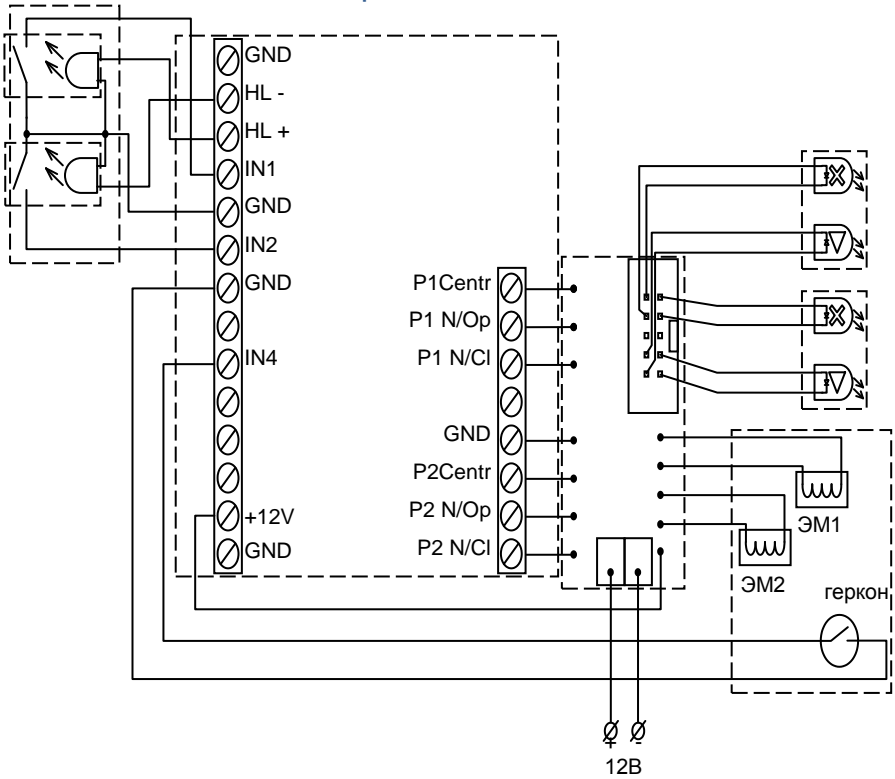 GND
HL -
HL +
IN1
GND
IN2
GND
IN4
+12V
GND
P1Centr
P1 N/Op
P1 N/Cl
GND
P2Centr
P2 N/Op
P2 N/Cl
ЭМ1
ЭМ2
геркон
+
-
12В